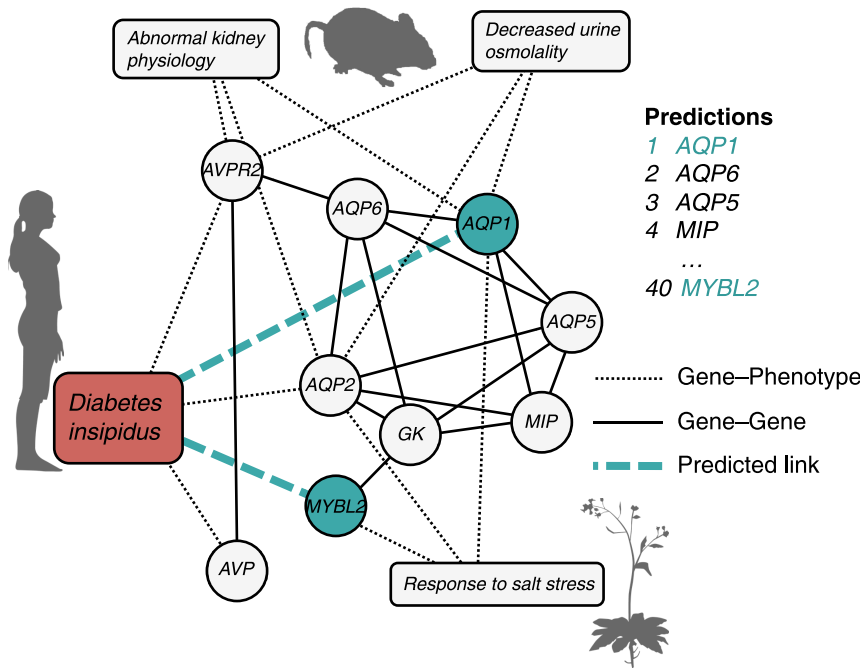 Abnormal kidney
physiology
Decreased urine
osmolality
Predictions
1 AQP1
2 AQP6
3 AQP5
4 MIP
...
40 MYBL2
AVPR2
AQP6
AQP1
AQP5
AQP2
MIP
GK
MYBL2
AVP
Diabetes
insipidus
Gene–Phenotype
Gene–Gene
Predicted link
Response to salt stress